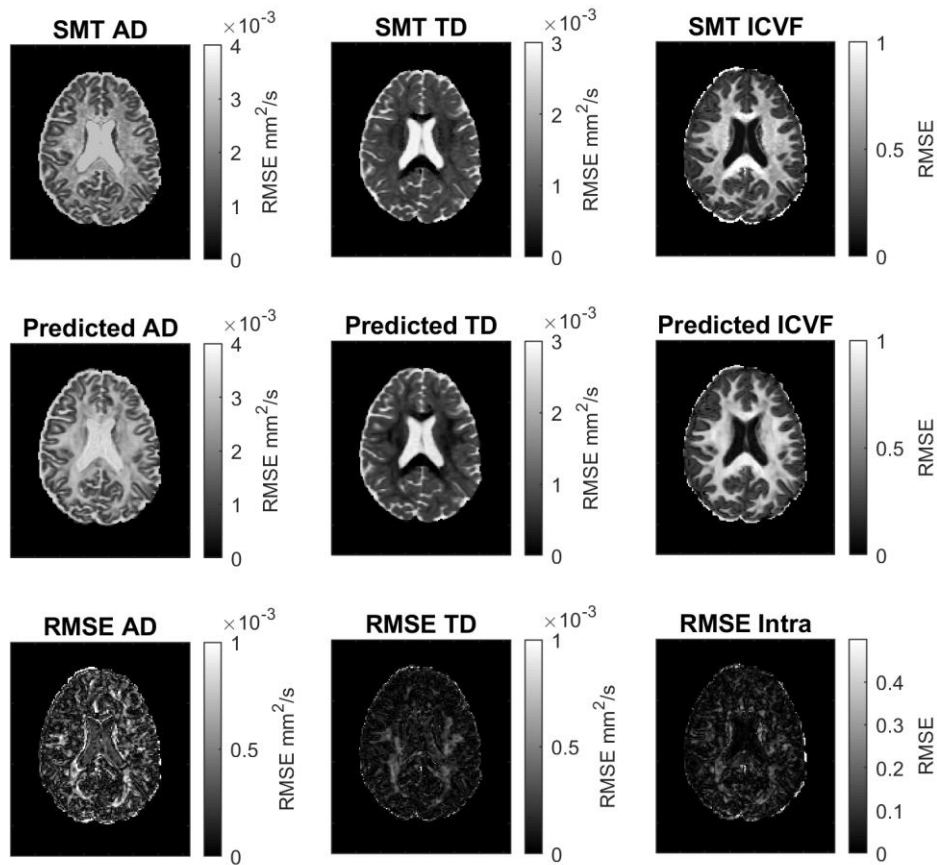 SMT AD
×10⁻³
4
3
2
1
0
RMSE mm²/s
SMT TD
×10⁻³
3
2
1
0
RMSE mm²/s
SMT ICVF
1
0.5
0
RMSE
Predicted AD
×10⁻³
4
3
2
1
0
RMSE mm²/s
Predicted TD
×10⁻³
3
2
1
0
RMSE mm²/s
Predicted ICVF
1
0.5
0
RMSE
RMSE AD
×10⁻³
1
0.5
0
RMSE mm²/s
RMSE TD
×10⁻³
1
0.5
0
RMSE mm²/s
RMSE Intra
0.4
0.3
0.2
0.1
0
RMSE